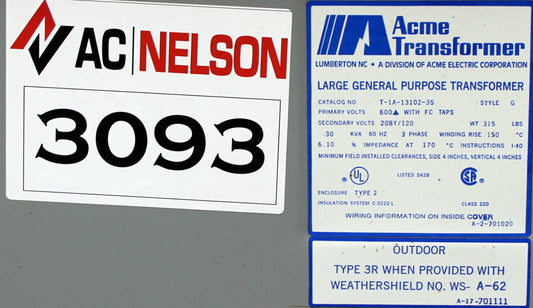 AC|NELSON
3093
Acme
Transformer
LUMBERTON NC • A DIVISION OF ACME ELECTRIC CORPORATION
LARGE GENERAL PURPOSE TRANSFORMER
CATALOG NO T-1A-13102-3S STYLE G
PRIMARY VOLTS 600▲ WITH FC TAPS
SECONDARY VOLTS 208Y/120 WT 315 LBS
30 KVA 60 HZ 3 PHASE WINDING RISE 150 °C
6.10 % IMPEDANCE AT 170 °C INSTRUCTIONS I-40
MINIMUM FIELD INSTALLED CLEARANCES, SIDE 4 INCHES, VERTICAL 4 INCHES
UL LISTED 542B SA
ENCLOSURE TYPE 2
INSULATION SYSTEM C-3222-L CLASS 220
WIRING INFORMATION ON INSIDE COVER
A-2-701020
OUTDOOR
TYPE 3R WHEN PROVIDED WITH
WEATHERSHIELD NO. WS- A-62
A-17-701111